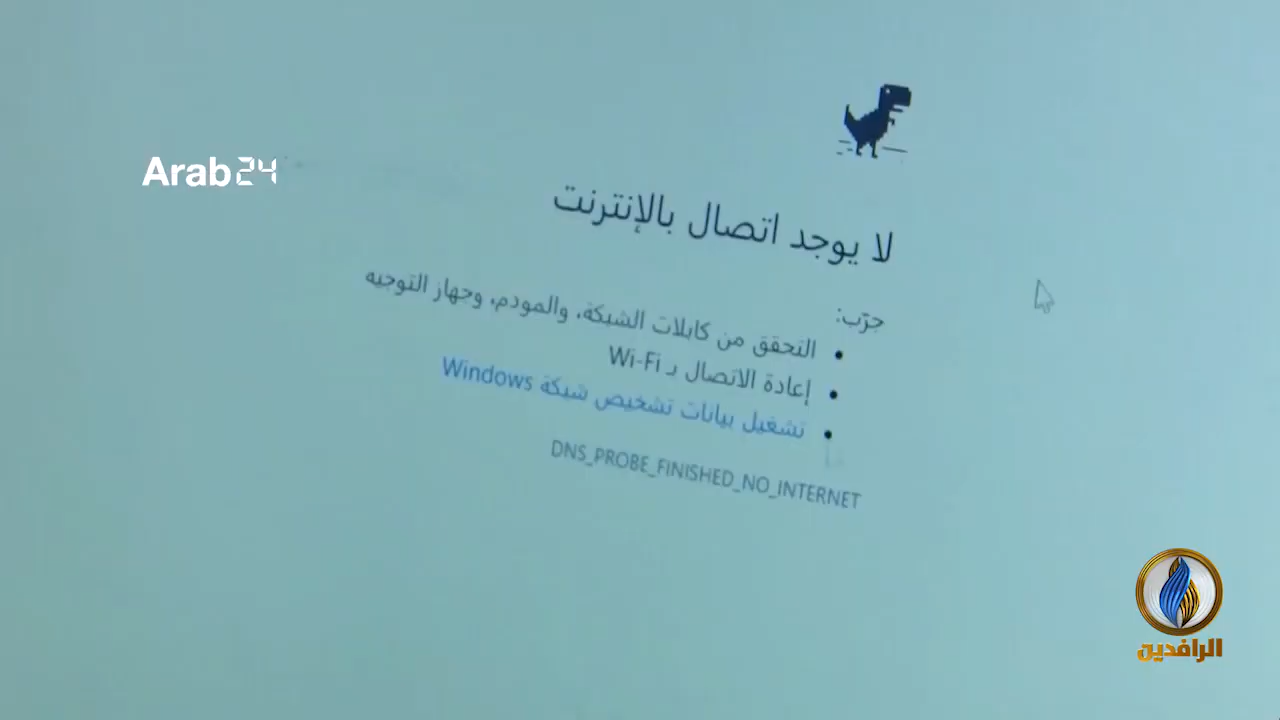 Arab24
لا يوجد اتصال بالإنترنت
جرّب:
التحقق من كابلات الشبكة، والمودم، وجهاز التوجيه
إعادة الاتصال بـ Wi-Fi
تشغيل بيانات تشخيص شبكة Windows
DNS_PROBE_FINISHED_NO_INTERNET
الرافدين